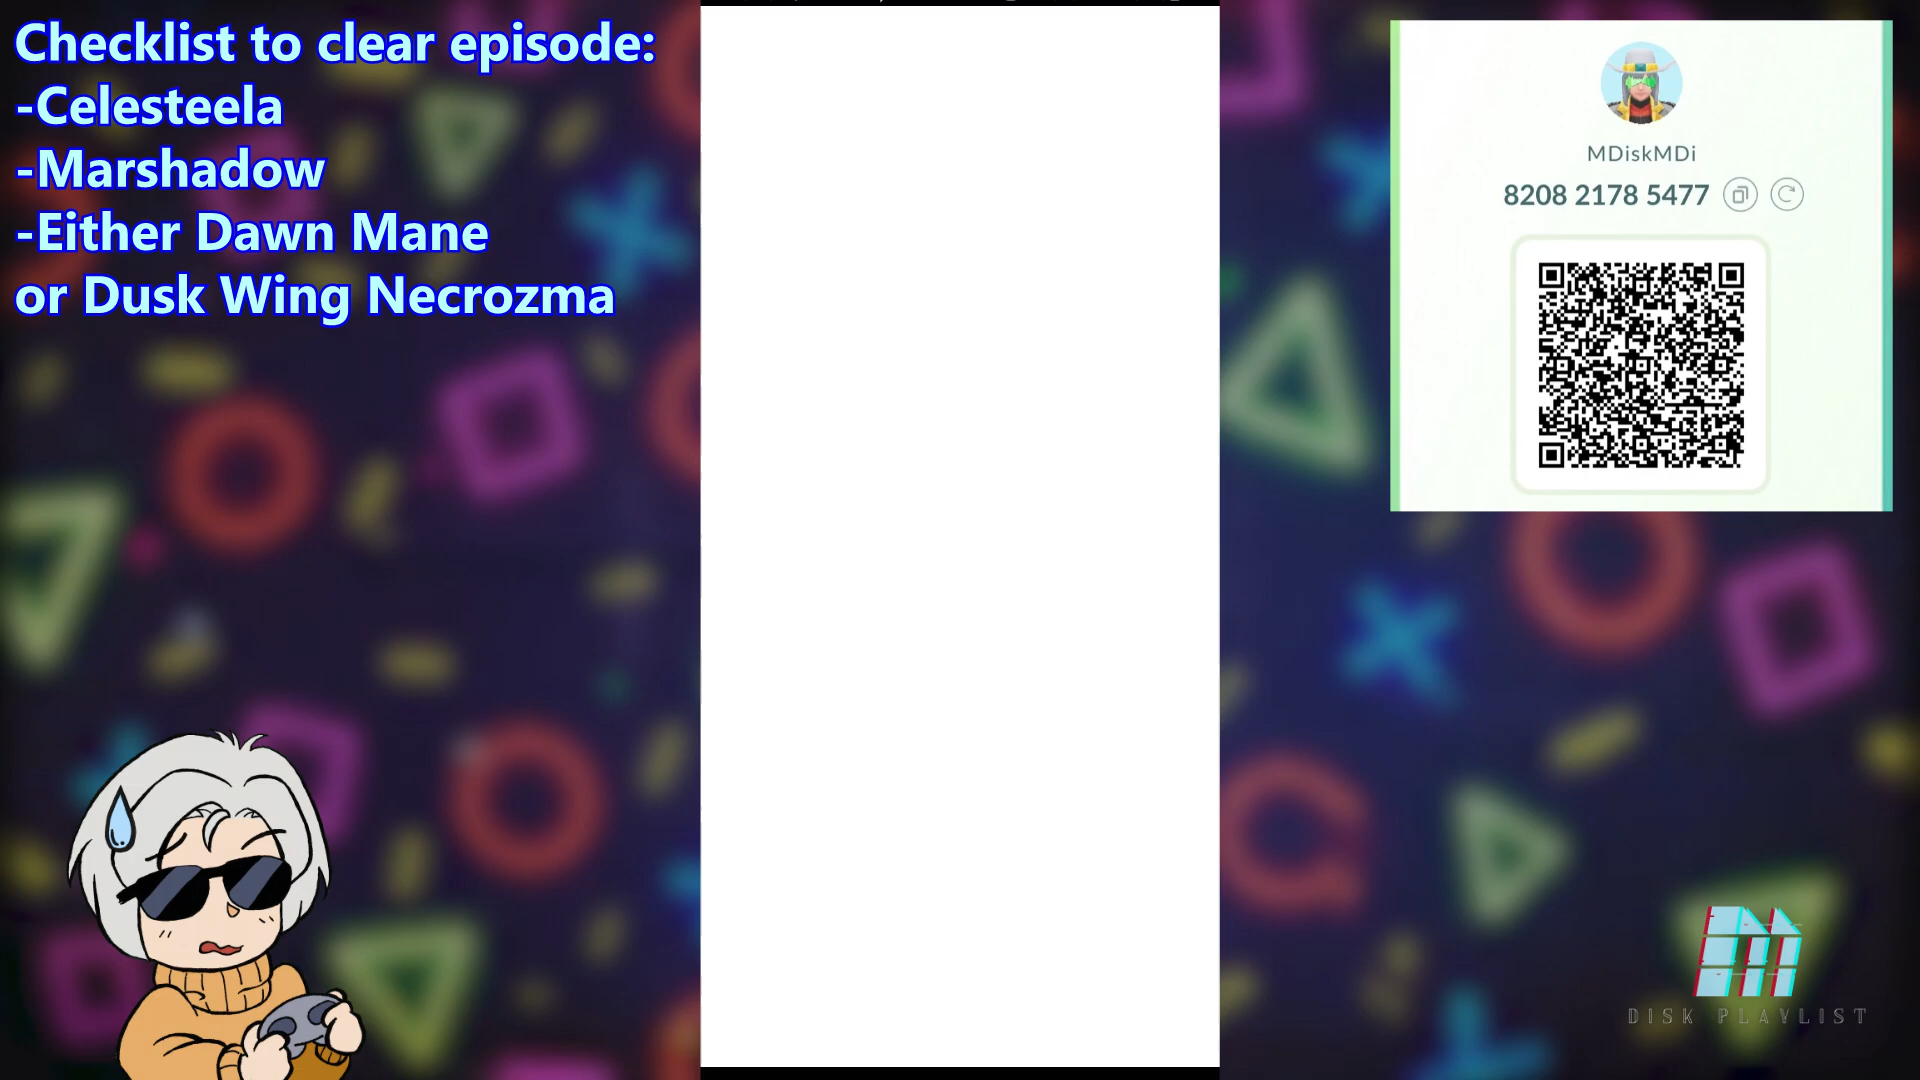 Checklist to clear episode:
-Celesteela
-Marshadow
-Either Dawn Mane
or Dusk Wing Necrozma
MDiskMDi
8208 2178 5477
DISK PLAYLIST